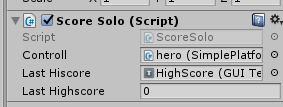 Score Solo (Script)
Script ScoreSolo
Controll hero (SimplePlatfo
Last Hiscore HighScore (GUI Te
Last Highscore 0